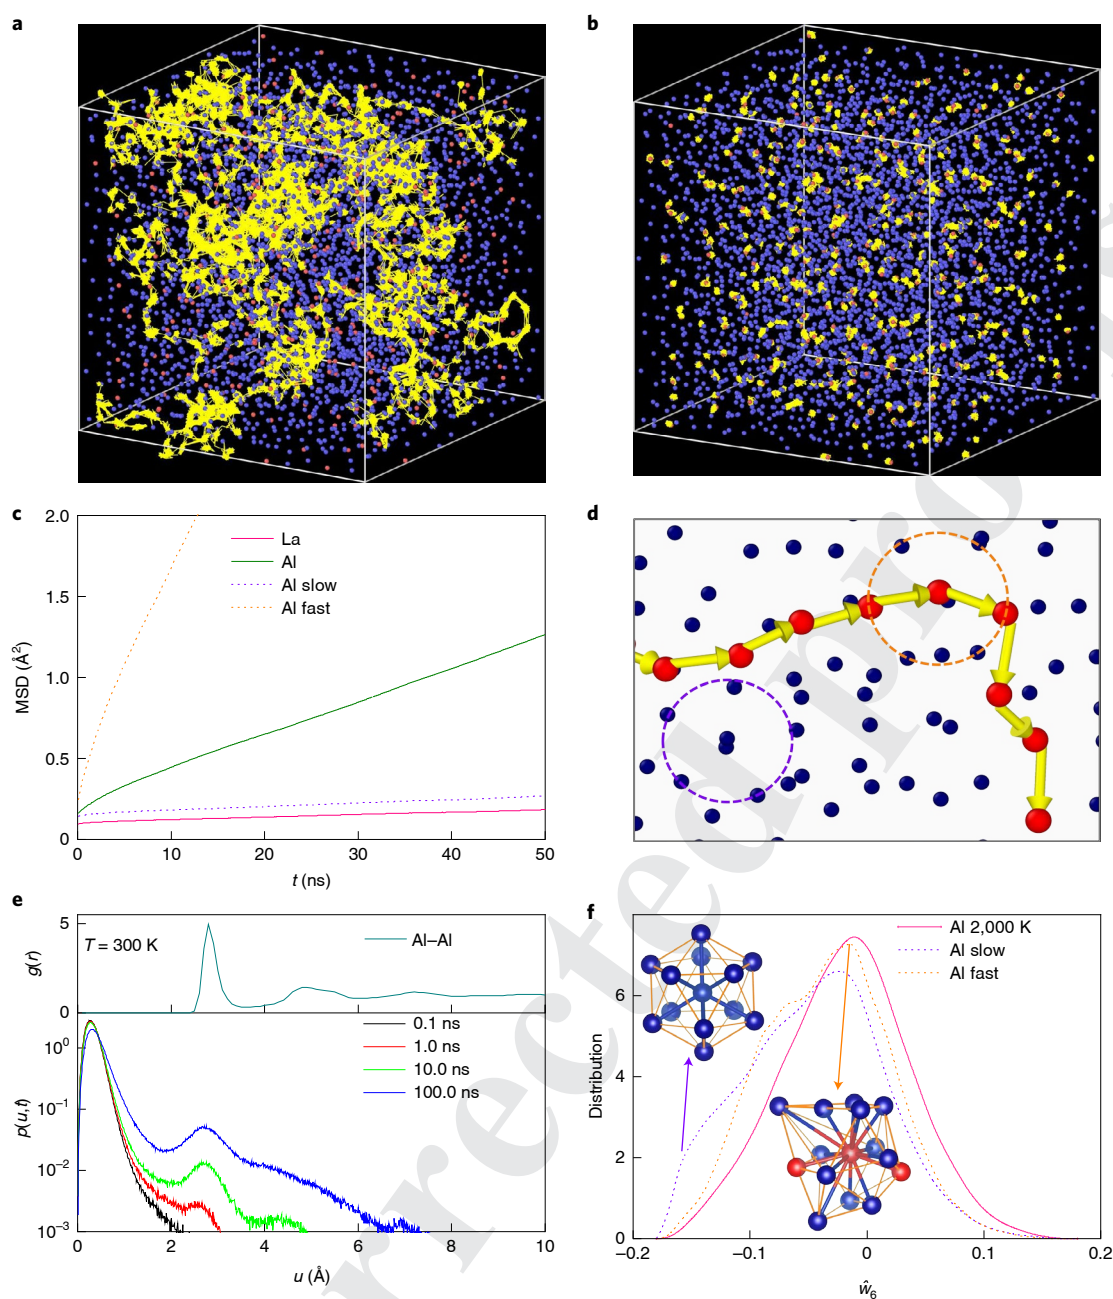 a
b
c
2.0
1.5
1.0
0.5
0
MSD (Å²)
La
Al
Al slow
Al fast
0
10
20
30
40
50
t (ns)
d
e
5
0
g(r)
T = 300 K
Al–Al
10⁰
10⁻¹
10⁻²
10⁻³
p(u,t)
0.1 ns
1.0 ns
10.0 ns
100.0 ns
0
2
4
6
8
10
u (Å)
f
Al 2,000 K
Al slow
Al fast
6
4
2
0
Distribution
–0.2
–0.1
0
0.1
0.2
ŵ₆
rrected pro